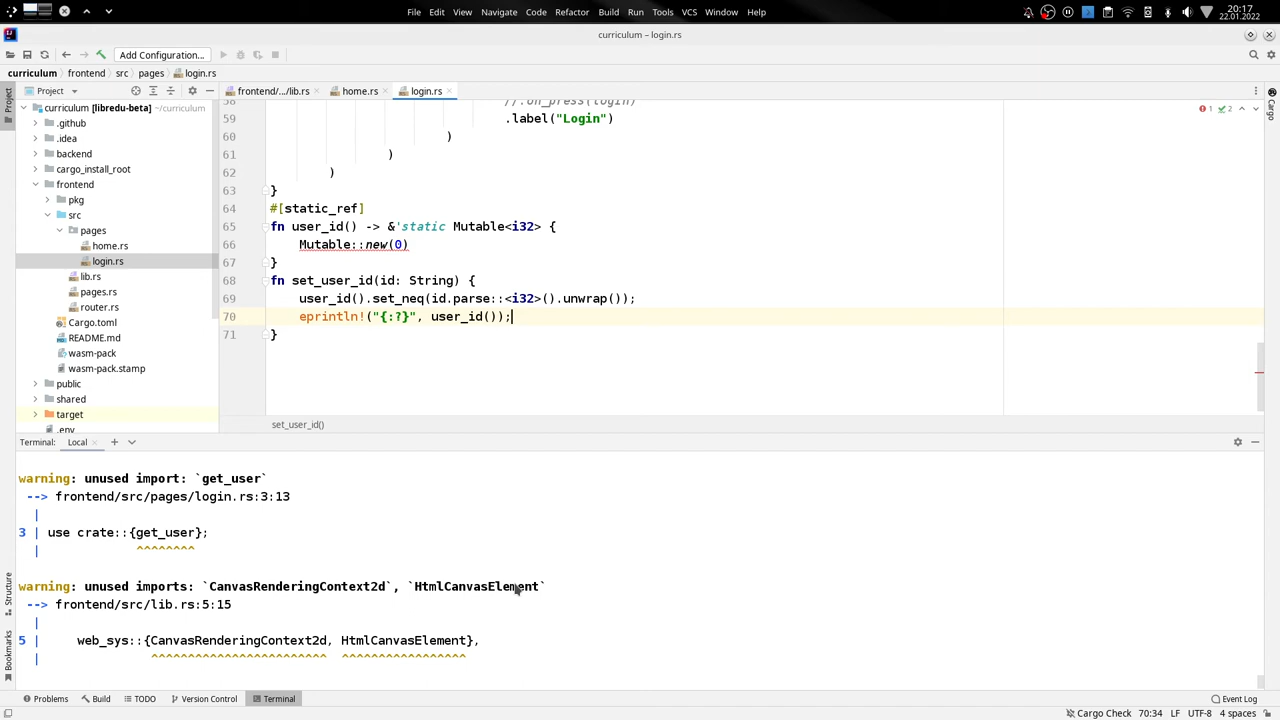 File Edit View Navigate Code Refactor Build Run Tools VCS Window Help
20:17
22.01.2022
curriculum – login.rs
Add Configuration...
curriculum frontend src pages login.rs
Project
frontend/.../lib.rs home.rs login.rs
curriculum [libredu-beta] ~/curriculum
.github
.idea
backend
cargo_install_root
frontend
pkg
src
pages
home.rs
login.rs
lib.rs
pages.rs
router.rs
Cargo.toml
README.md
wasm-pack
wasm-pack.stamp
public
shared
target
.env
Project
Structure
Bookmarks
Cargo
1 2
58 //.on_press(login)
59 .label("Login")
60 )
61 )
62 )
63 }
64 #[static_ref]
65 fn user_id() -> &'static Mutable<i32> {
66 Mutable::new(0)
67 }
68 fn set_user_id(id: String) {
69 user_id().set_neq(id.parse::<i32>().unwrap());
70 eprintln!("{:?}", user_id());
71 }
set_user_id()
Terminal: Local
warning: unused import: `get_user`
--> frontend/src/pages/login.rs:3:13
|
3 | use crate::{get_user};
| ^^^^^^^^
warning: unused imports: `CanvasRenderingContext2d`, `HtmlCanvasElement`
--> frontend/src/lib.rs:5:15
|
5 | web_sys::{CanvasRenderingContext2d, HtmlCanvasElement},
| ^^^^^^^^^^^^^^^^^^^^^^^^ ^^^^^^^^^^^^^^^^^
Problems Build TODO Version Control Terminal Event Log
Cargo Check 70:34 LF UTF-8 4 spaces